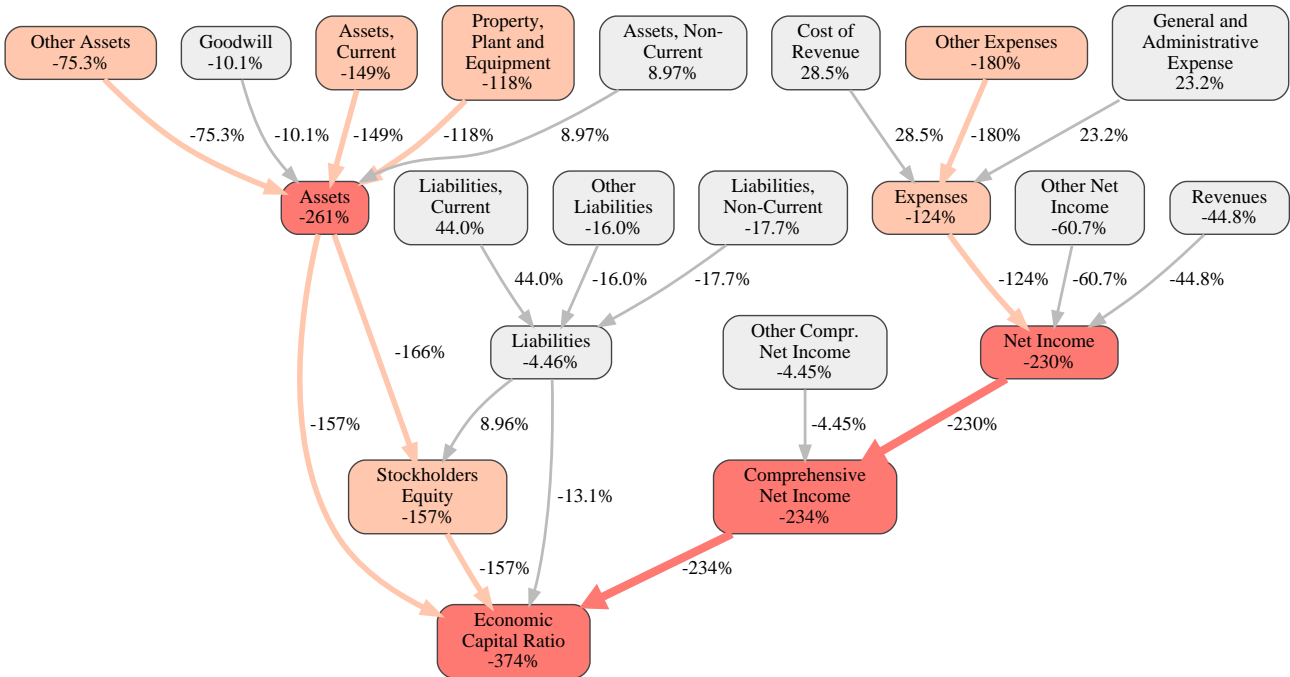 Other Assets
-75.3%
Goodwill
-10.1%
Assets,
Current
-149%
Property,
Plant and
Equipment
-118%
Assets, Non-
Current
8.97%
Cost of
Revenue
28.5%
Other Expenses
-180%
General and
Administrative
Expense
23.2%
-75.3%
-10.1%
-149%
-118%
8.97%
28.5%
-180%
23.2%
Assets
-261%
Liabilities,
Current
44.0%
Other
Liabilities
-16.0%
Liabilities,
Non-Current
-17.7%
Expenses
-124%
Other Net
Income
-60.7%
Revenues
-44.8%
44.0%
-16.0%
-17.7%
-124%
-60.7%
-44.8%
Liabilities
-4.46%
Other Compr.
Net Income
-4.45%
Net Income
-230%
-166%
-157%
8.96%
-4.45%
-230%
Stockholders
Equity
-157%
-13.1%
Comprehensive
Net Income
-234%
-157%
-234%
Economic
Capital Ratio
-374%